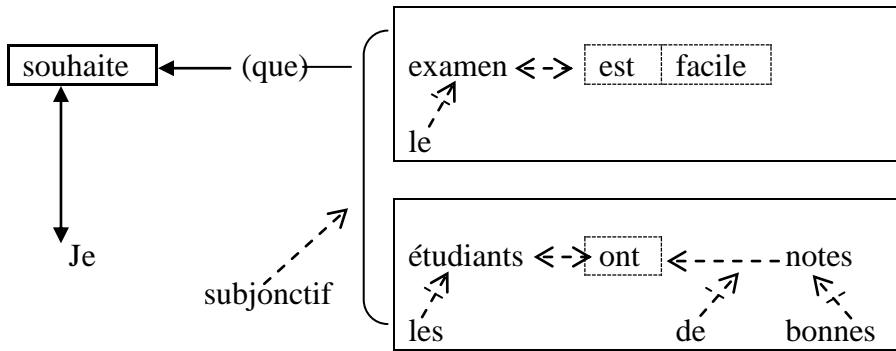 souhaite (que) examen est facile
le
Je étudiants ont notes
subjonctif
les de bonnes